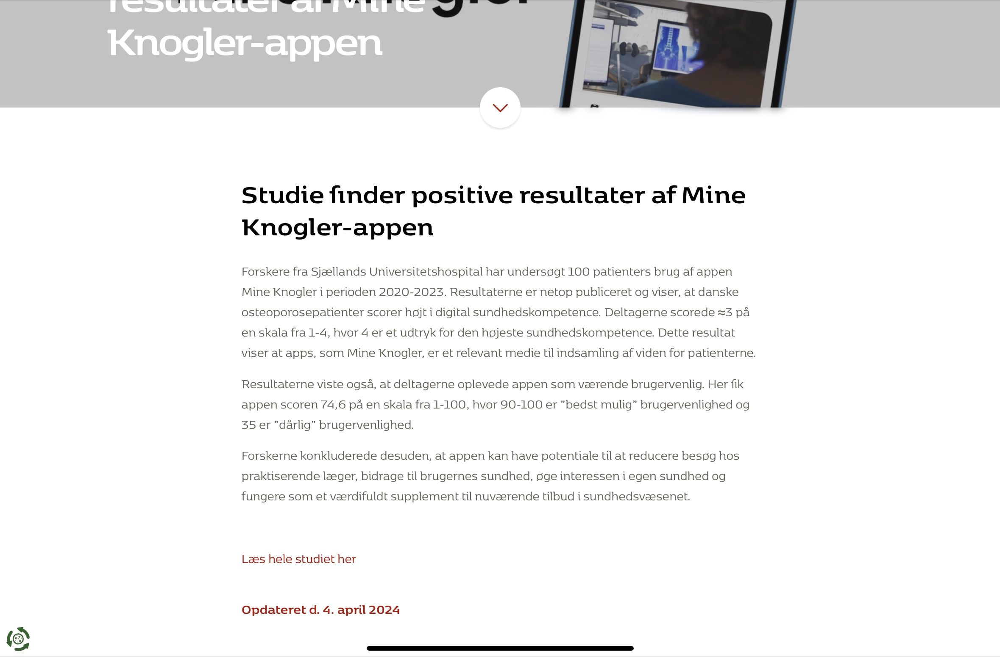 resultater af Mine
Knogler-appen
Studie finder positive resultater af Mine
Knogler-appen
Forskere fra Sjællands Universitetshospital har undersøgt 100 patienters brug af appen
Mine Knogler i perioden 2020-2023. Resultaterne er netop publiceret og viser, at danske
osteoporosepatienter scorer højt i digital sundhedskompetence. Deltagerne scorede ≈3 på
en skala fra 1-4, hvor 4 er et udtryk for den højeste sundhedskompetence. Dette resultat
viser at apps, som Mine Knogler, er et relevant medie til indsamling af viden for patienterne.
Resultaterne viste også, at deltagerne oplevede appen som værende brugervenlig. Her fik
appen scoren 74,6 på en skala fra 1-100, hvor 90-100 er ”bedst mulig” brugervenlighed og
35 er ”dårlig” brugervenlighed.
Forskerne konkluderede desuden, at appen kan have potentiale til at reducere besøg hos
praktiserende læger, bidrage til brugernes sundhed, øge interessen i egen sundhed og
fungere som et værdifuldt supplement til nuværende tilbud i sundhedsvæsenet.
Læs hele studiet her
Opdateret d. 4. april 2024